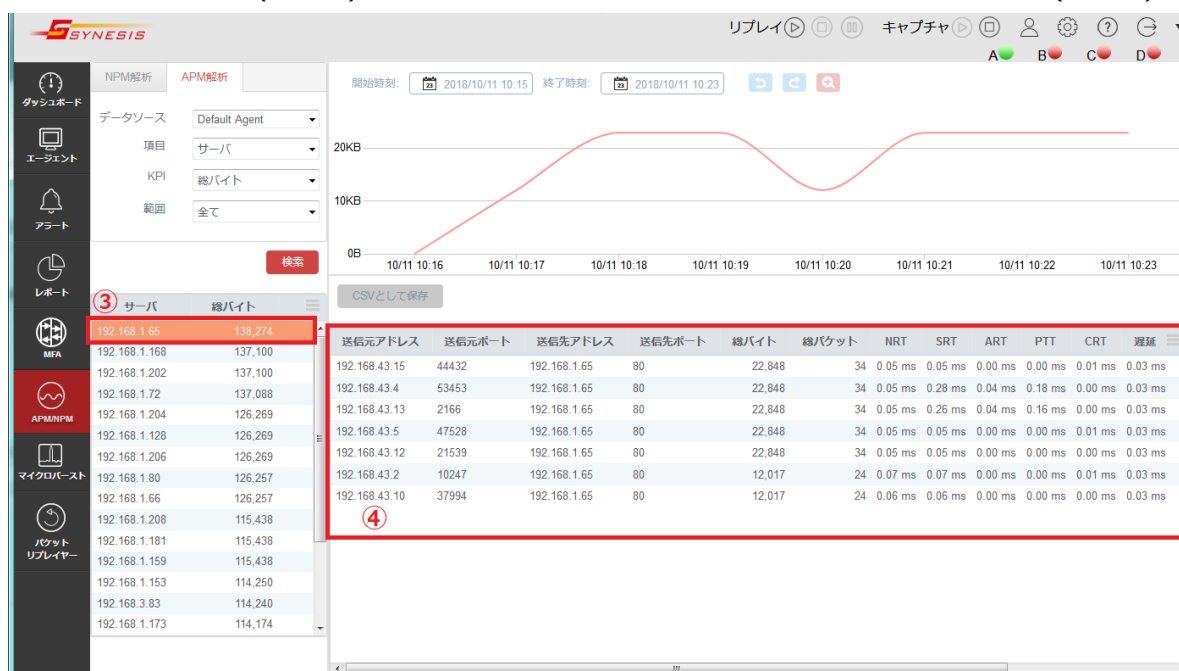 SYNESIS
リプレイ キャプチャ
A B C D
ダッシュボード
エージェント
アラート
レポート
MFA
APM/NPM
マイクロバースト
パケット
リプレイヤー
NPM解析 APM解析
データソース Default Agent
項目 サーバ
KPI 総バイト
範囲 全て
検索
③ サーバ 総バイト
192.168.1.65 138,274
192.168.1.168 137,100
192.168.1.202 137,100
192.168.1.72 137,088
192.168.1.204 126,269
192.168.1.128 126,269
192.168.1.206 126,269
192.168.1.80 126,257
192.168.1.66 126,257
192.168.1.208 115,438
192.168.1.181 115,438
192.168.1.159 115,438
192.168.1.153 114,250
192.168.3.83 114,240
192.168.1.173 114,174
開始時刻: 23 2018/10/11 10:15 終了時刻: 23 2018/10/11 10:23
20KB
10KB
0B
10/11 10:16 10/11 10:17 10/11 10:18 10/11 10:19 10/11 10:20 10/11 10:21 10/11 10:22 10/11 10:23
CSVとして保存
送信元アドレス 送信元ポート 送信先アドレス 送信先ポート 総バイト 総パケット NRT SRT ART PTT CRT 遅延
192.168.43.15 44432 192.168.1.65 80 22,848 34 0.05 ms 0.05 ms 0.00 ms 0.00 ms 0.01 ms 0.03 ms
192.168.43.4 53453 192.168.1.65 80 22,848 34 0.05 ms 0.28 ms 0.04 ms 0.18 ms 0.00 ms 0.03 ms
192.168.43.13 2166 192.168.1.65 80 22,848 34 0.05 ms 0.26 ms 0.04 ms 0.16 ms 0.00 ms 0.03 ms
192.168.43.5 47528 192.168.1.65 80 22,848 34 0.05 ms 0.05 ms 0.00 ms 0.00 ms 0.01 ms 0.03 ms
192.168.43.12 21539 192.168.1.65 80 22,848 34 0.05 ms 0.05 ms 0.00 ms 0.00 ms 0.00 ms 0.03 ms
192.168.43.2 10247 192.168.1.65 80 12,017 24 0.07 ms 0.07 ms 0.00 ms 0.00 ms 0.01 ms 0.03 ms
192.168.43.10 37994 192.168.1.65 80 12,017 24 0.06 ms 0.06 ms 0.00 ms 0.00 ms 0.00 ms 0.03 ms
④